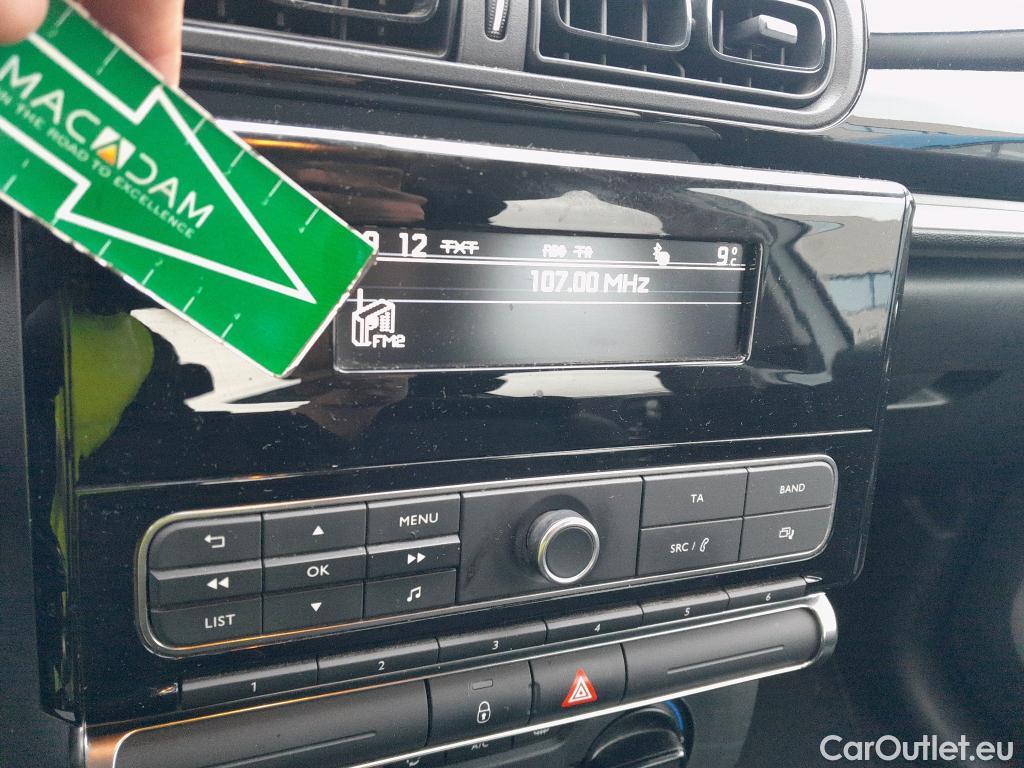 MACADAM
ON THE ROAD TO EXCELLENCE
9 12 TXT RDS TA 9°C
107.00 MHz
FM2
MENU
TA
BAND
OK
SRC /
LIST
1
2
3
4
5
6
A/C
CarOutlet.eu